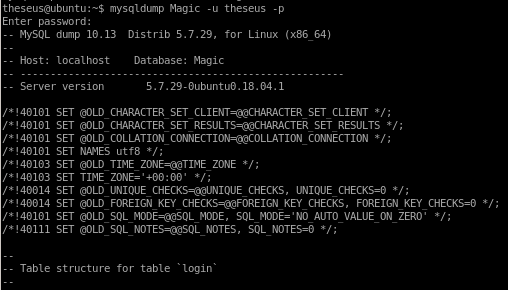 theseus@ubuntu:~$ mysqldump Magic -u theseus -p
Enter password:
-- MySQL dump 10.13  Distrib 5.7.29, for Linux (x86_64)
--
-- Host: localhost    Database: Magic
-- ------------------------------------------------------
-- Server version       5.7.29-0ubuntu0.18.04.1

/*!40101 SET @OLD_CHARACTER_SET_CLIENT=@@CHARACTER_SET_CLIENT */;
/*!40101 SET @OLD_CHARACTER_SET_RESULTS=@@CHARACTER_SET_RESULTS */;
/*!40101 SET @OLD_COLLATION_CONNECTION=@@COLLATION_CONNECTION */;
/*!40101 SET NAMES utf8 */;
/*!40103 SET @OLD_TIME_ZONE=@@TIME_ZONE */;
/*!40103 SET TIME_ZONE='+00:00' */;
/*!40014 SET @OLD_UNIQUE_CHECKS=@@UNIQUE_CHECKS, UNIQUE_CHECKS=0 */;
/*!40014 SET @OLD_FOREIGN_KEY_CHECKS=@@FOREIGN_KEY_CHECKS, FOREIGN_KEY_CHECKS=0 */;
/*!40101 SET @OLD_SQL_MODE=@@SQL_MODE, SQL_MODE='NO_AUTO_VALUE_ON_ZERO' */;
/*!40111 SET @OLD_SQL_NOTES=@@SQL_NOTES, SQL_NOTES=0 */;

--
-- Table structure for table `login`
--